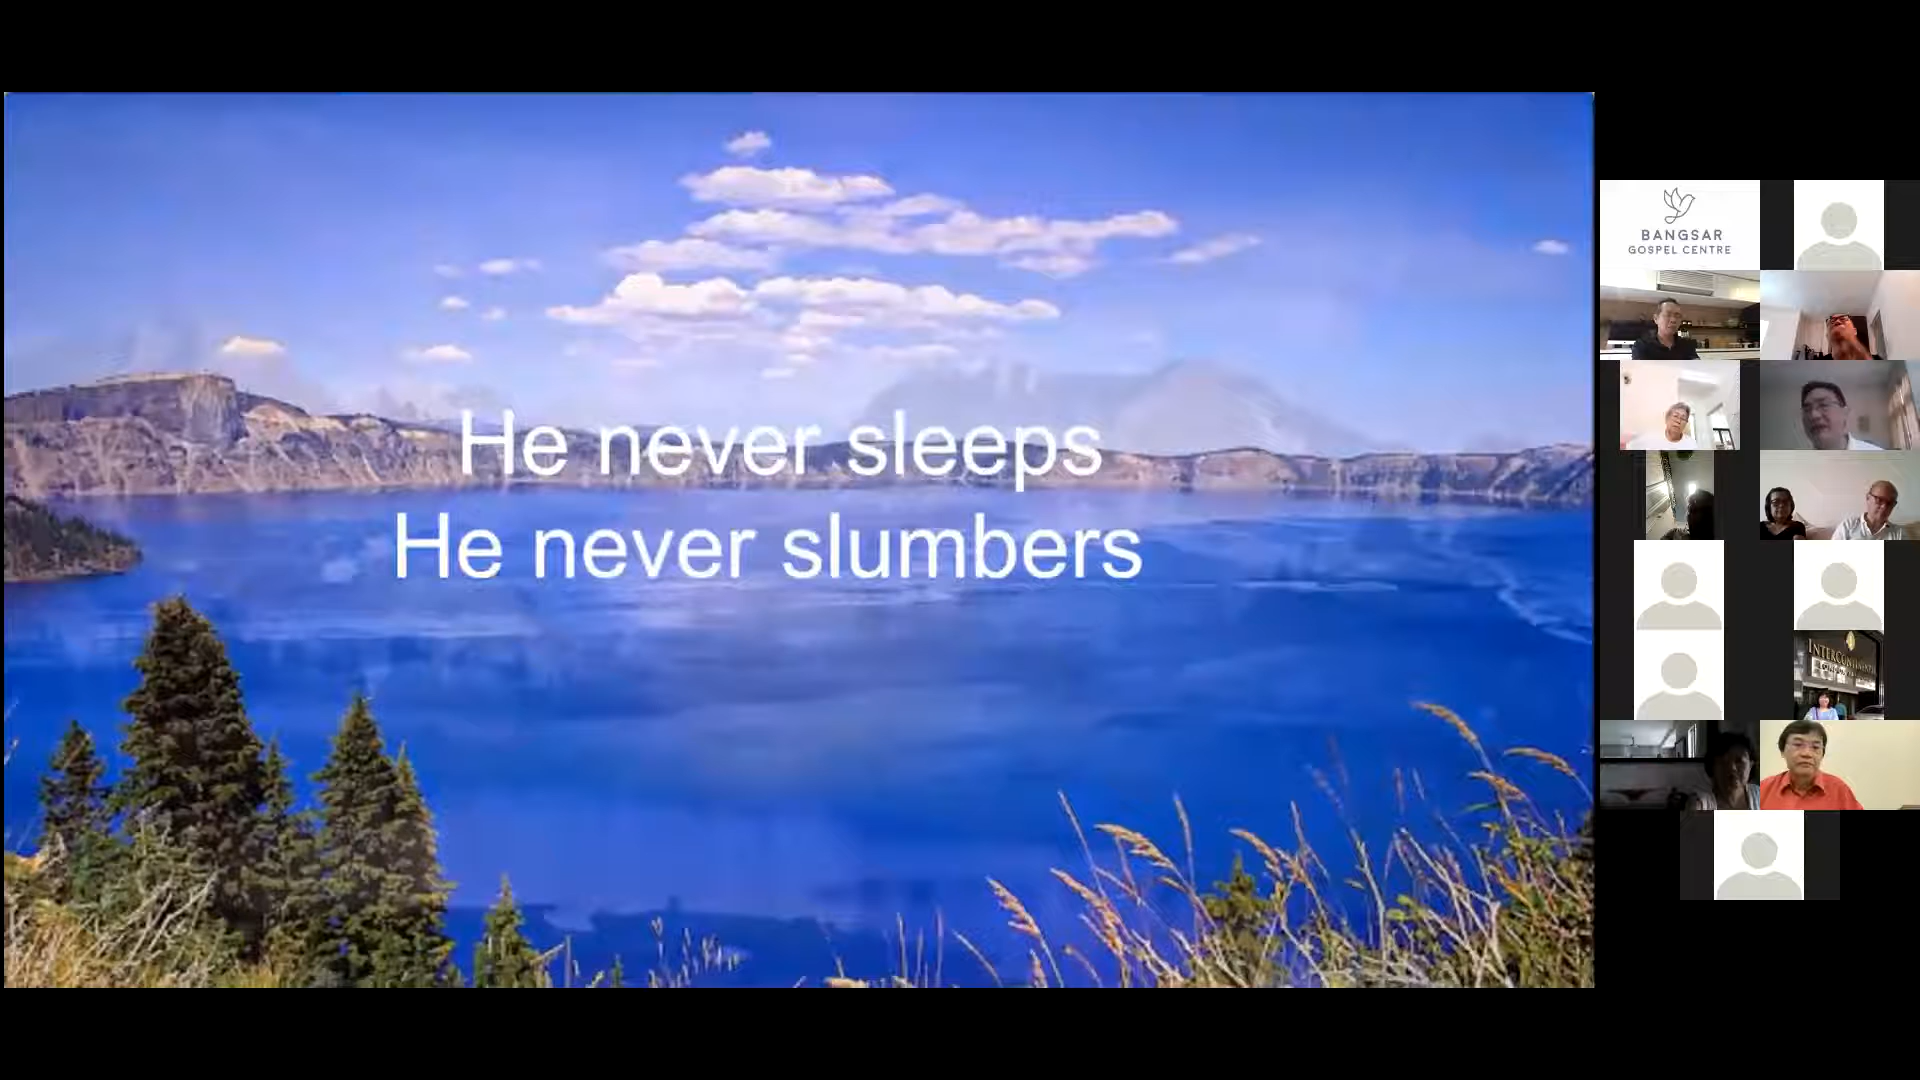 He never sleeps
He never slumbers
BANGSAR
GOSPEL CENTRE